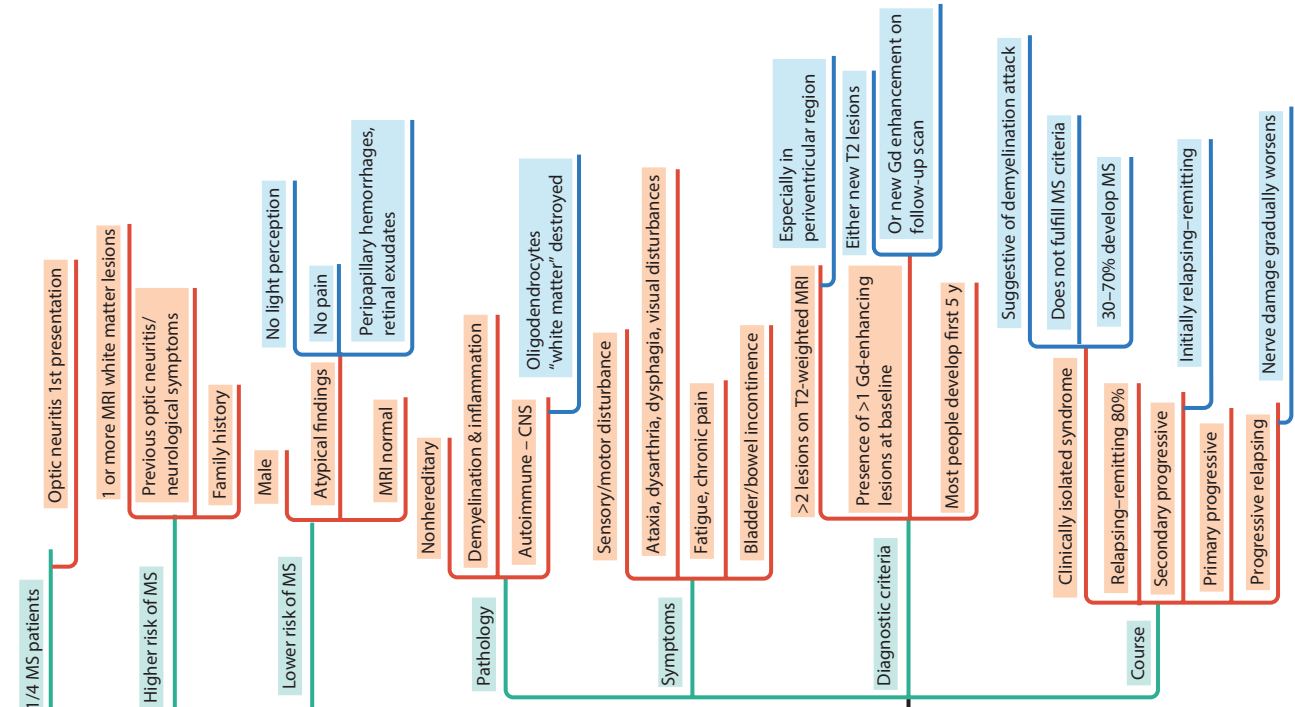 1/4 MS patients
Optic neuritis 1st presentation
Higher risk of MS
1 or more MRI white matter lesions
Previous optic neuritis/
neurological symptoms
Family history
Lower risk of MS
Male
Atypical findings
No light perception
No pain
Peripapillary hemorrhages,
retinal exudates
MRI normal
Pathology
Nonhereditary
Demyelination & inflammation
Autoimmune – CNS
Oligodendrocytes
“white matter” destroyed
Symptoms
Sensory/motor disturbance
Ataxia, dysarthria, dysphagia, visual disturbances
Fatigue, chronic pain
Bladder/bowel incontinence
Diagnostic criteria
>2 lesions on T2-weighted MRI
Especially in
periventricular region
Presence of >1 Gd-enhancing
lesions at baseline
Either new T2 lesions
Or new Gd enhancement on
follow-up scan
Most people develop first 5 y
Course
Clinically isolated syndrome
Suggestive of demyelination attack
Does not fulfill MS criteria
30–70% develop MS
Relapsing–remitting 80%
Secondary progressive
Initially relapsing–remitting
Primary progressive
Progressive relapsing
Nerve damage gradually worsens